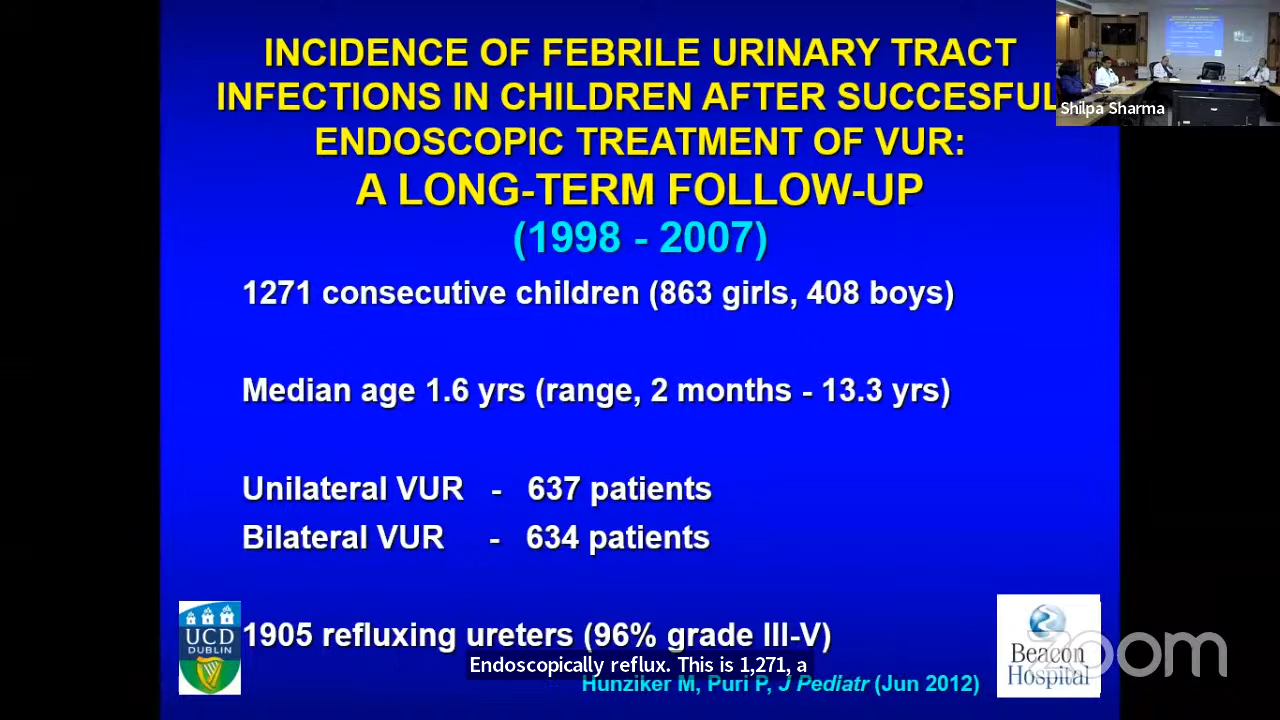 INCIDENCE OF FEBRILE URINARY TRACT
INFECTIONS IN CHILDREN AFTER SUCCESFUL
ENDOSCOPIC TREATMENT OF VUR:
A LONG-TERM FOLLOW-UP
(1998 - 2007)
Shilpa Sharma
1271 consecutive children (863 girls, 408 boys)
Median age 1.6 yrs (range, 2 months - 13.3 yrs)
Unilateral VUR - 637 patients
Bilateral VUR - 634 patients
1905 refluxing ureters (96% grade III-V)
UCD
DUBLIN
Endoscopically reflux. This is 1,271, a
Hunziker M, Puri P, J Pediatr (Jun 2012)
Beacon
Hospital
zoom